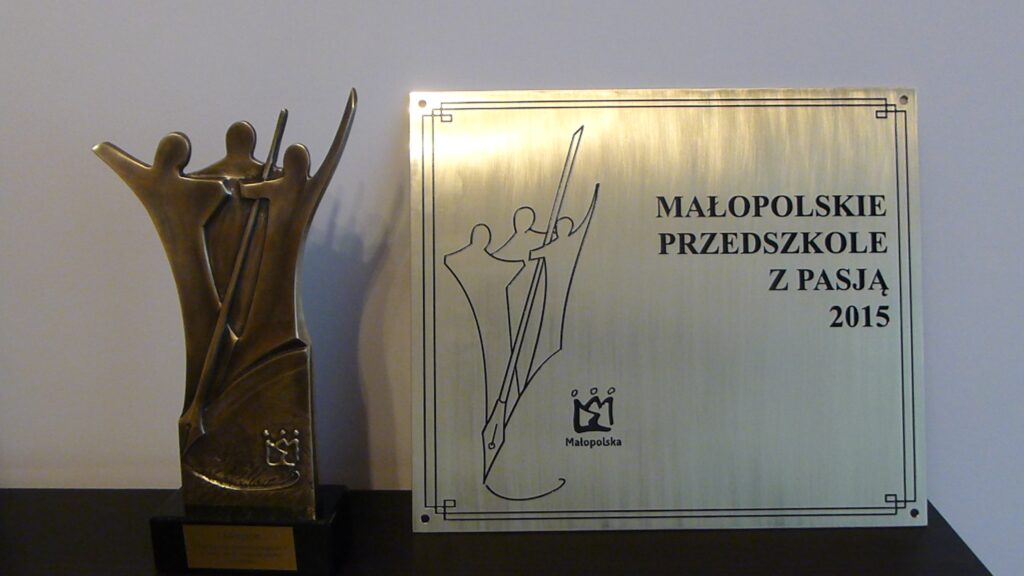 MAŁOPOLSKIE
PRZEDSZKOLE
Z PASJĄ
2015
Małopolska